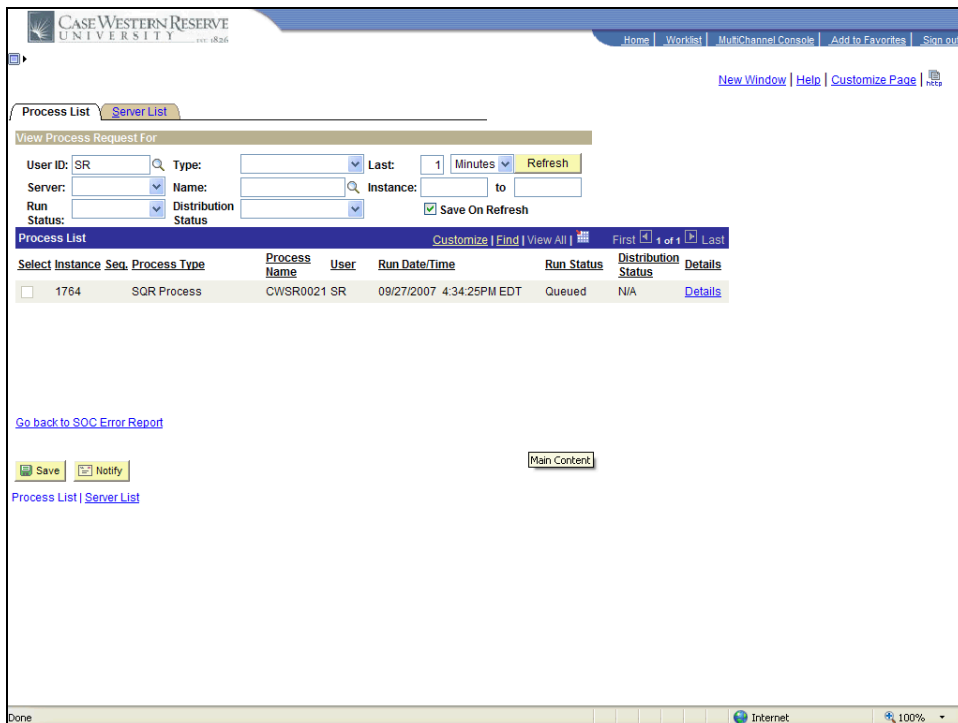 CASE WESTERN RESERVE
UNIVERSITY EST. 1826
Home | Worklist | MultiChannel Console | Add to Favorites | Sign out
New Window | Help | Customize Page | http
Process List Server List
View Process Request For
User ID: SR Type: Last: 1 Minutes Refresh
Server: Name: Instance: to
Run Status: Distribution Status Save On Refresh
Process List Customize | Find | View All | First 1 of 1 Last
Select Instance Seq. Process Type Process Name User Run Date/Time Run Status Distribution Status Details
1764 SQR Process CWSR0021 SR 09/27/2007 4:34:25PM EDT Queued N/A Details
Go back to SOC Error Report
Main Content
Save Notify
Process List | Server List
Done Internet 100%